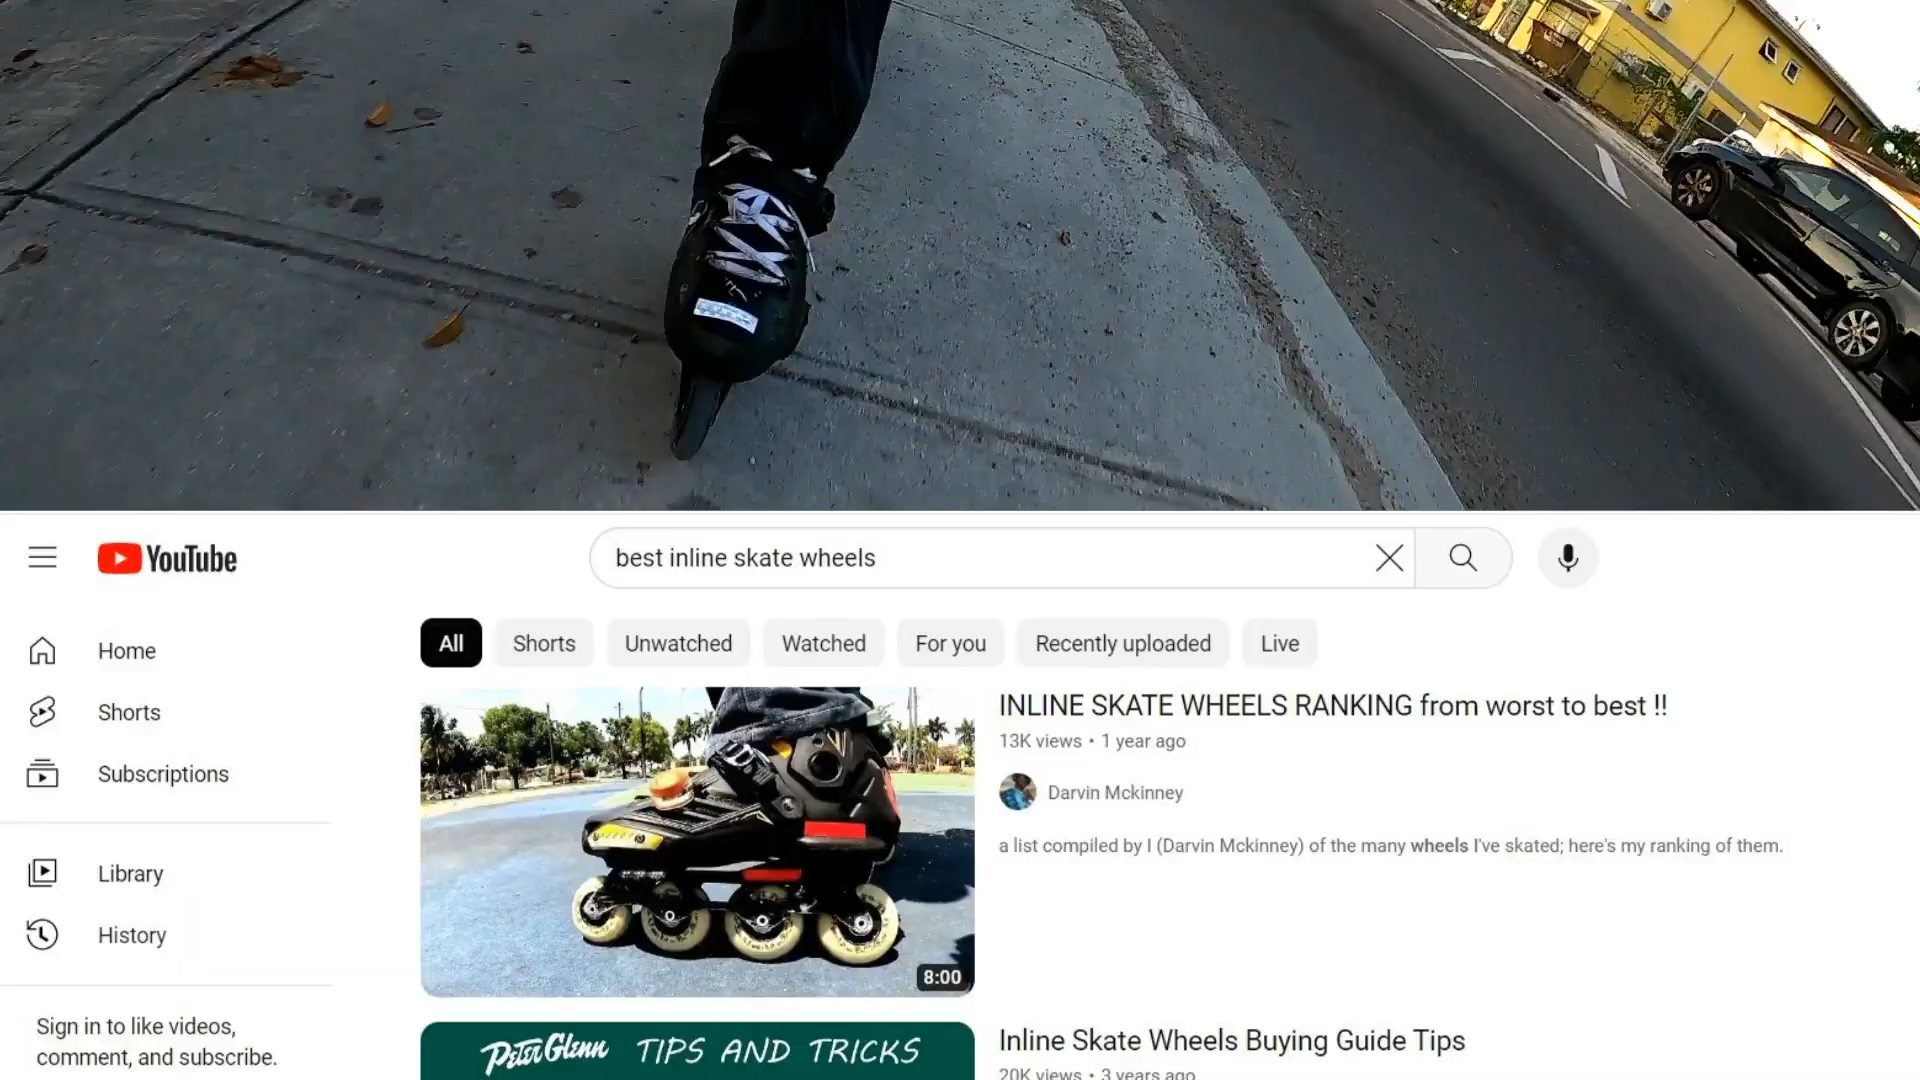 YouTube
best inline skate wheels
All Shorts Unwatched Watched For you Recently uploaded Live
Home
Shorts
Subscriptions
Library
History
Sign in to like videos,
comment, and subscribe.
INLINE SKATE WHEELS RANKING from worst to best !!
13K views • 1 year ago
Darvin Mckinney
a list compiled by I (Darvin Mckinney) of the many wheels I've skated; here's my ranking of them.
8:00
Peter Glenn TIPS AND TRICKS
Inline Skate Wheels Buying Guide Tips
20K views • 3 years ago